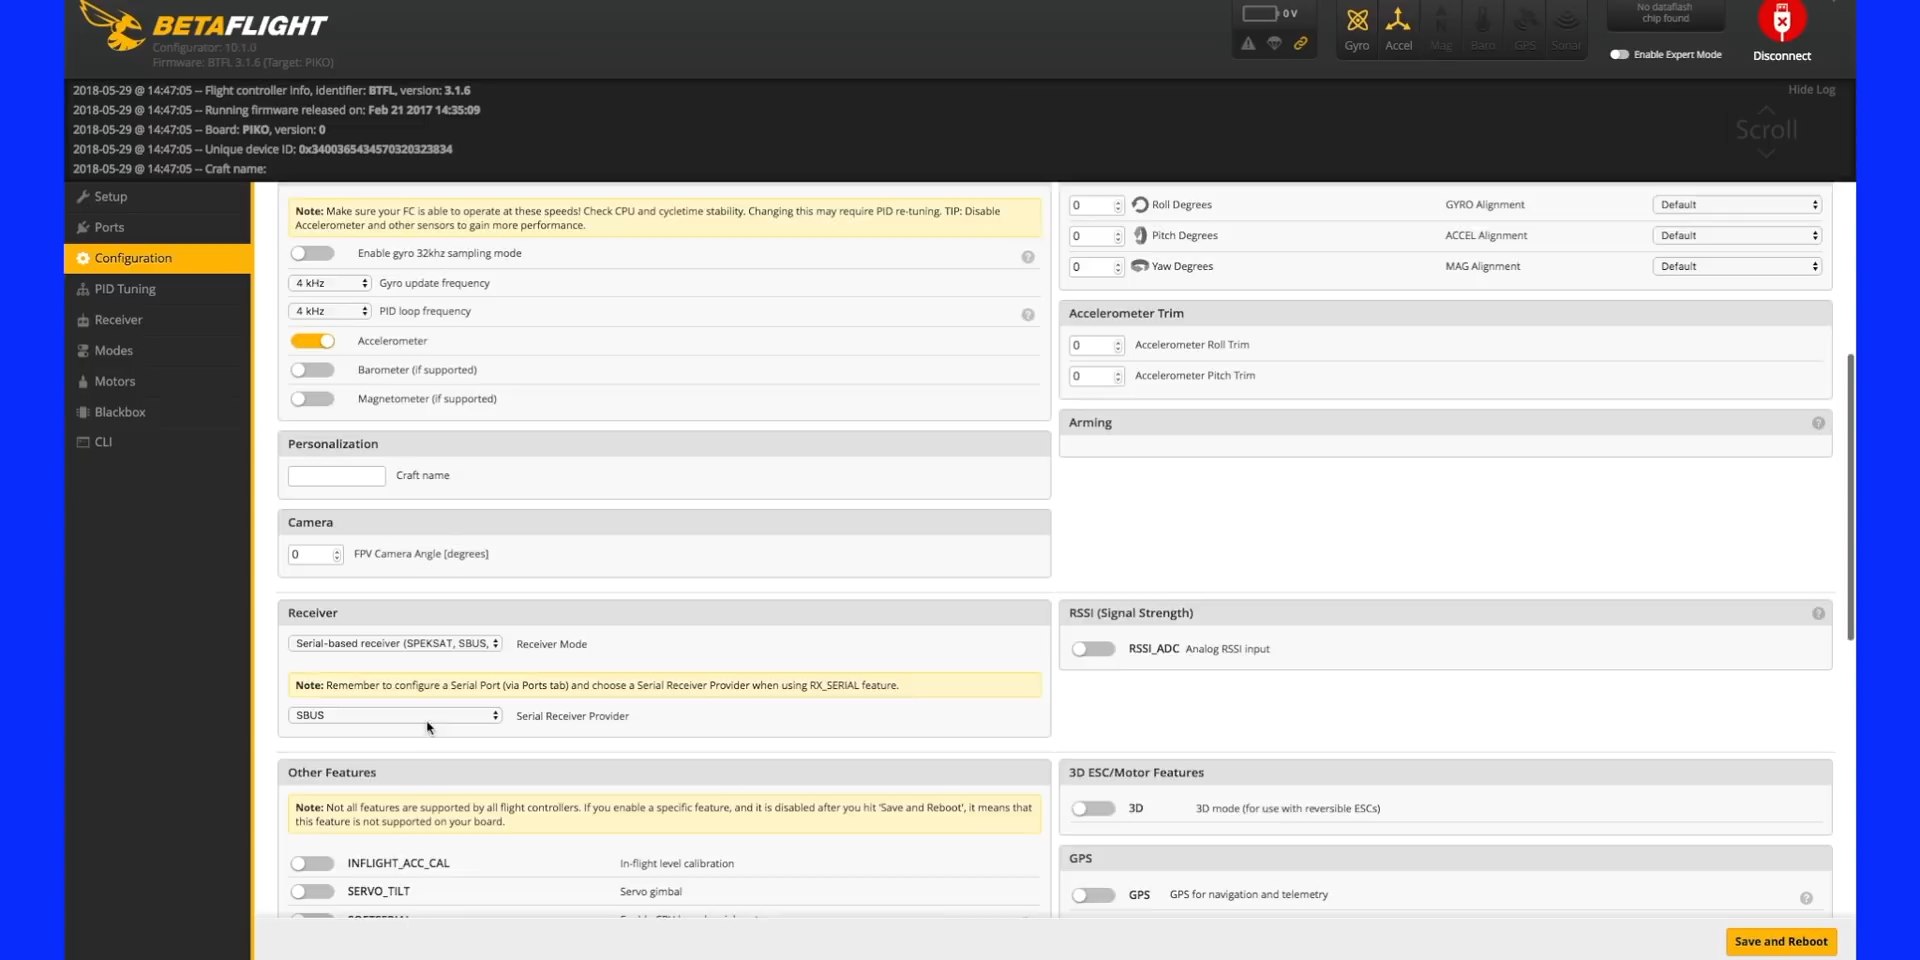 BETAFLIGHT
Configurator: 10.1.0
Firmware: BTFL 3.1.6 (Target: PIKO)
0 V
Gyro
Accel
Mag
Baro
GPS
Sonar
No dataflash
chip found
Enable Expert Mode
Disconnect
2018-05-29 @ 14:47:05 -- Flight controller info, identifier: BTFL, version: 3.1.6
2018-05-29 @ 14:47:05 -- Running firmware released on: Feb 21 2017 14:35:09
2018-05-29 @ 14:47:05 -- Board: PIKO, version: 0
2018-05-29 @ 14:47:05 -- Unique device ID: 0x3400365434570320323834
2018-05-29 @ 14:47:05 -- Craft name:
Hide Log
Scroll
Setup
Ports
Configuration
PID Tuning
Receiver
Modes
Motors
Blackbox
CLI
Note: Make sure your FC is able to operate at these speeds! Check CPU and cycletime stability. Changing this may require PID re-tuning. TIP: Disable
Accelerometer and other sensors to gain more performance.
Enable gyro 32khz sampling mode
4 kHz Gyro update frequency
4 kHz PID loop frequency
Accelerometer
Barometer (if supported)
Magnetometer (if supported)
Personalization
Craft name
Camera
0 FPV Camera Angle [degrees]
0 Roll Degrees GYRO Alignment Default
0 Pitch Degrees ACCEL Alignment Default
0 Yaw Degrees MAG Alignment Default
Accelerometer Trim
0 Accelerometer Roll Trim
0 Accelerometer Pitch Trim
Arming
Receiver
Serial-based receiver (SPEKSAT, SBUS, Receiver Mode
Note: Remember to configure a Serial Port (via Ports tab) and choose a Serial Receiver Provider when using RX_SERIAL feature.
SBUS Serial Receiver Provider
RSSI (Signal Strength)
RSSI_ADC Analog RSSI input
Other Features
Note: Not all features are supported by all flight controllers. If you enable a specific feature, and it is disabled after you hit 'Save and Reboot', it means that
this feature is not supported on your board.
INFLIGHT_ACC_CAL In-flight level calibration
SERVO_TILT Servo gimbal
3D ESC/Motor Features
3D 3D mode (for use with reversible ESCs)
GPS
GPS GPS for navigation and telemetry
Save and Reboot